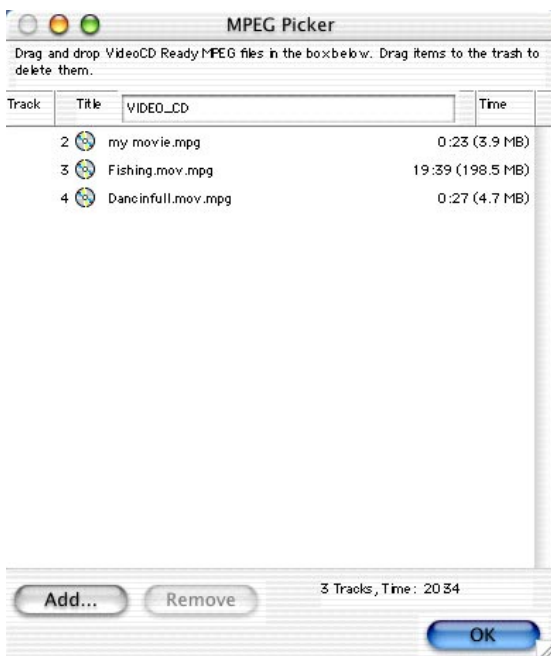 MPEG Picker
Drag and drop VideoCD Ready MPEG files in the box below. Drag items to the trash to
delete them.
Track Title VIDEO_CD Time
2 my movie.mpg 0:23 (3.9 MB)
3 Fishing.mov.mpg 19:39 (198.5 MB)
4 Dancinfull.mov.mpg 0:27 (4.7 MB)
Add... Remove 3 Tracks, Time: 20 34
OK